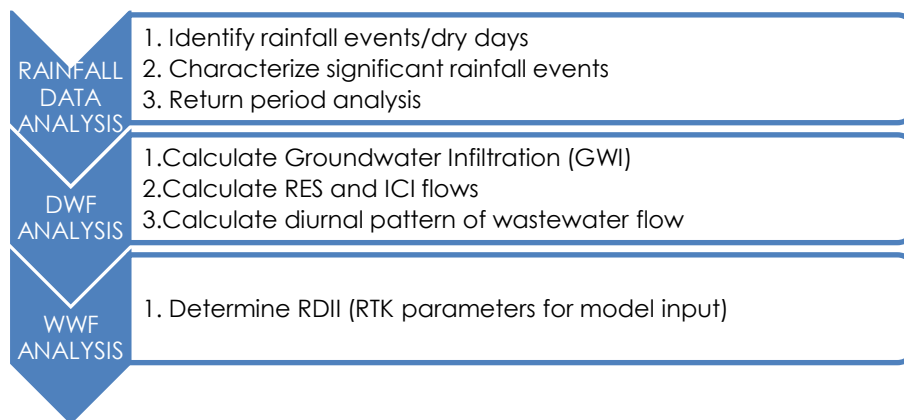 RAINFALL
DATA
ANALYSIS
1. Identify rainfall events/dry days
2. Characterize significant rainfall events
3. Return period analysis
DWF
ANALYSIS
1.Calculate Groundwater Infiltration (GWI)
2.Calculate RES and ICI flows
3.Calculate diurnal pattern of wastewater flow
WWF
ANALYSIS
1. Determine RDII (RTK parameters for model input)